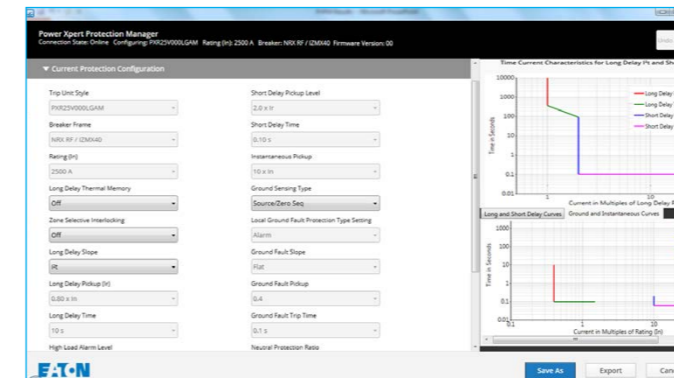 Power Xpert Protection Manager
Connection State: Online Configuring: PXR25V000LGAM Rating (In): 2500 A Breaker: NRX RF / IZMX40 Firmware Version: 00
Undo
Current Protection Configuration
Trip Unit Style
PXR25V000LGAM
Breaker Frame
NRX RF / IZMX40
Rating (In)
2500 A
Long Delay Thermal Memory
Off
Zone Selective Interlocking
Off
Long Delay Slope
I²t
Long Delay Pickup (Ir)
0.80 x In
Long Delay Time
10 s
High Load Alarm Level
Short Delay Pickup Level
2.0 x Ir
Short Delay Time
0.10 s
Instantaneous Pickup
10 x In
Ground Sensing Type
Source/Zero Seq
Local Ground Fault Protection Type Setting
Alarm
Ground Fault Slope
Flat
Ground Fault Pickup
0.4
Ground Fault Trip Time
0.1 s
Neutral Protection Ratio
Time Current Characteristics for Long Delay I²t and Sh
10000
1000
100
10
1
0.1
0.01
Time in Seconds
1
10
Long Delay
Long Delay
Short Delay
Short Delay
Current in Multiples of Long Delay P
Long and Short Delay Curves Ground and Instantaneous Curves
1000
100
10
1
0.1
0.01
Time in Seconds
0.1
1
10
Current in Multiples of Rating (In)
EATON
Save As Export Canc